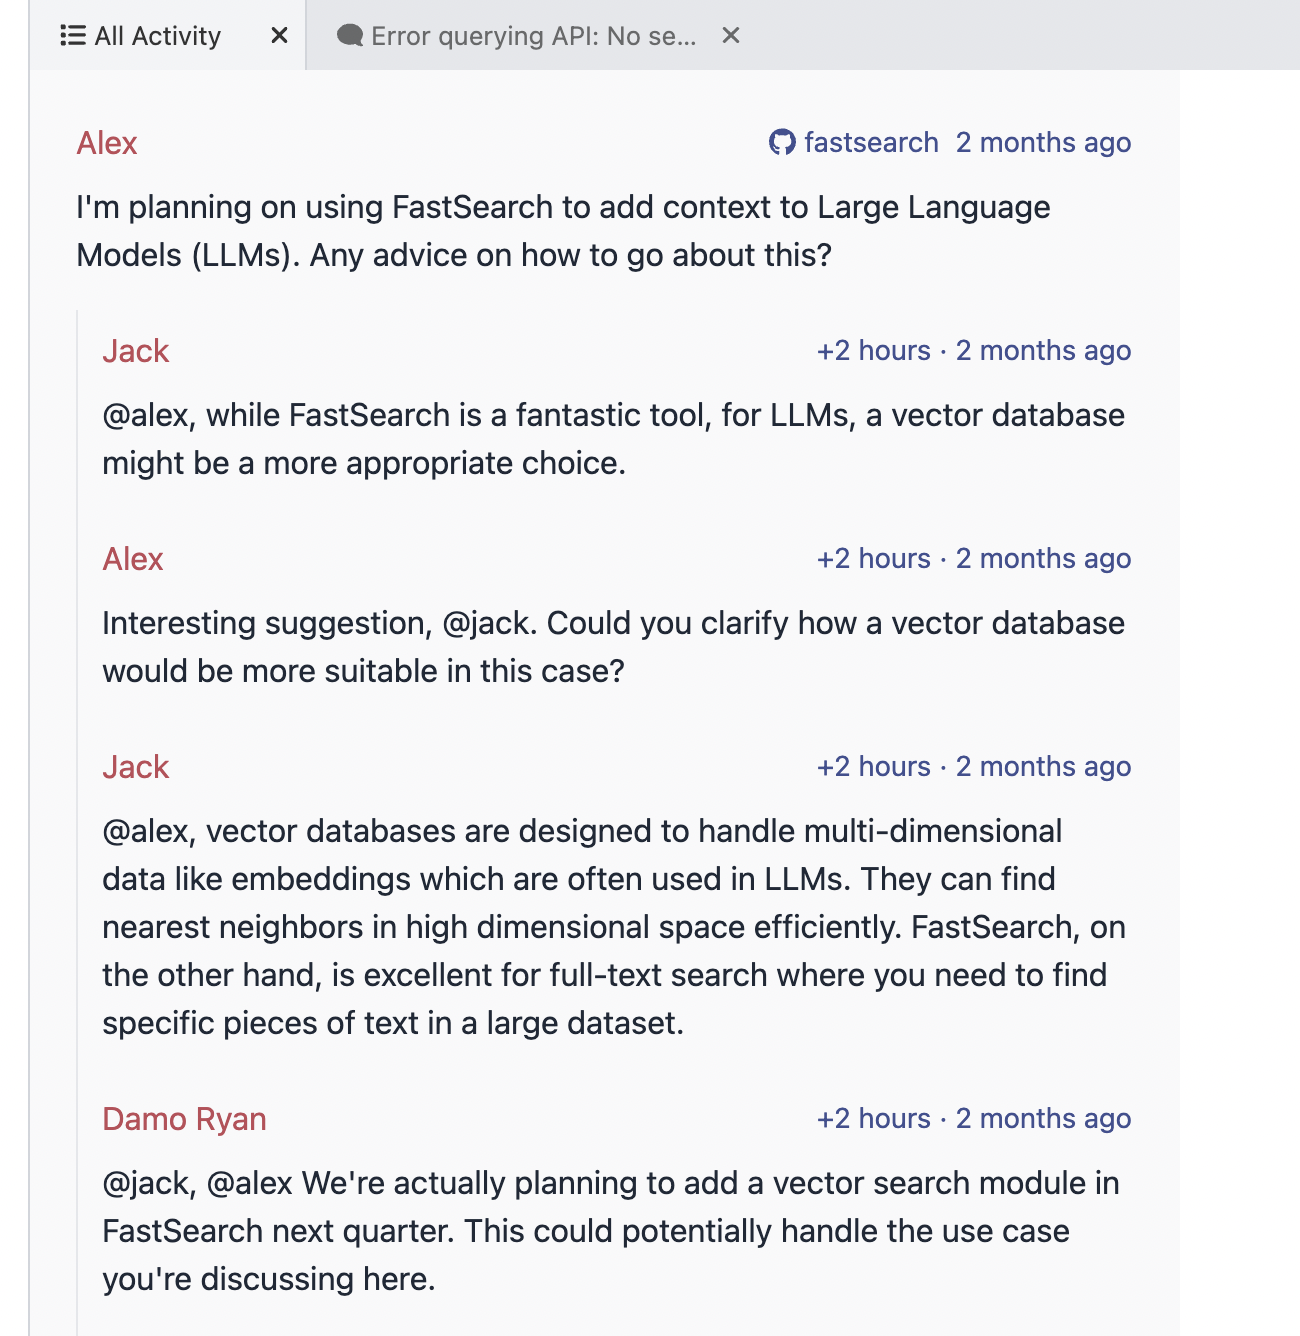 All Activity
Error querying API: No se...
Alex
fastsearch 2 months ago
I'm planning on using FastSearch to add context to Large Language
Models (LLMs). Any advice on how to go about this?
Jack
+2 hours · 2 months ago
@alex, while FastSearch is a fantastic tool, for LLMs, a vector database
might be a more appropriate choice.
Alex
+2 hours · 2 months ago
Interesting suggestion, @jack. Could you clarify how a vector database
would be more suitable in this case?
Jack
+2 hours · 2 months ago
@alex, vector databases are designed to handle multi-dimensional
data like embeddings which are often used in LLMs. They can find
nearest neighbors in high dimensional space efficiently. FastSearch, on
the other hand, is excellent for full-text search where you need to find
specific pieces of text in a large dataset.
Damo Ryan
+2 hours · 2 months ago
@jack, @alex We're actually planning to add a vector search module in
FastSearch next quarter. This could potentially handle the use case
you're discussing here.